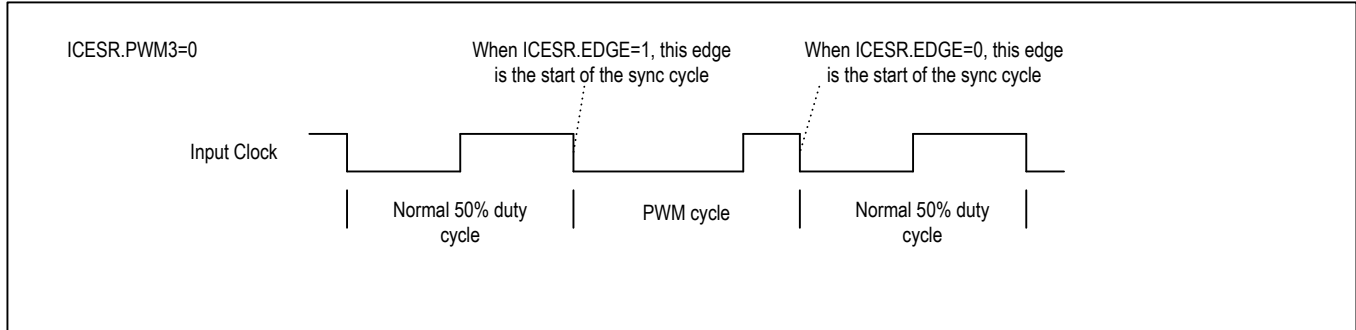 ICESR.PWM3=0
When ICESR.EDGE=1, this edge
is the start of the sync cycle
When ICESR.EDGE=0, this edge
is the start of the sync cycle
Input Clock
Normal 50% duty
cycle
PWM cycle
Normal 50% duty
cycle